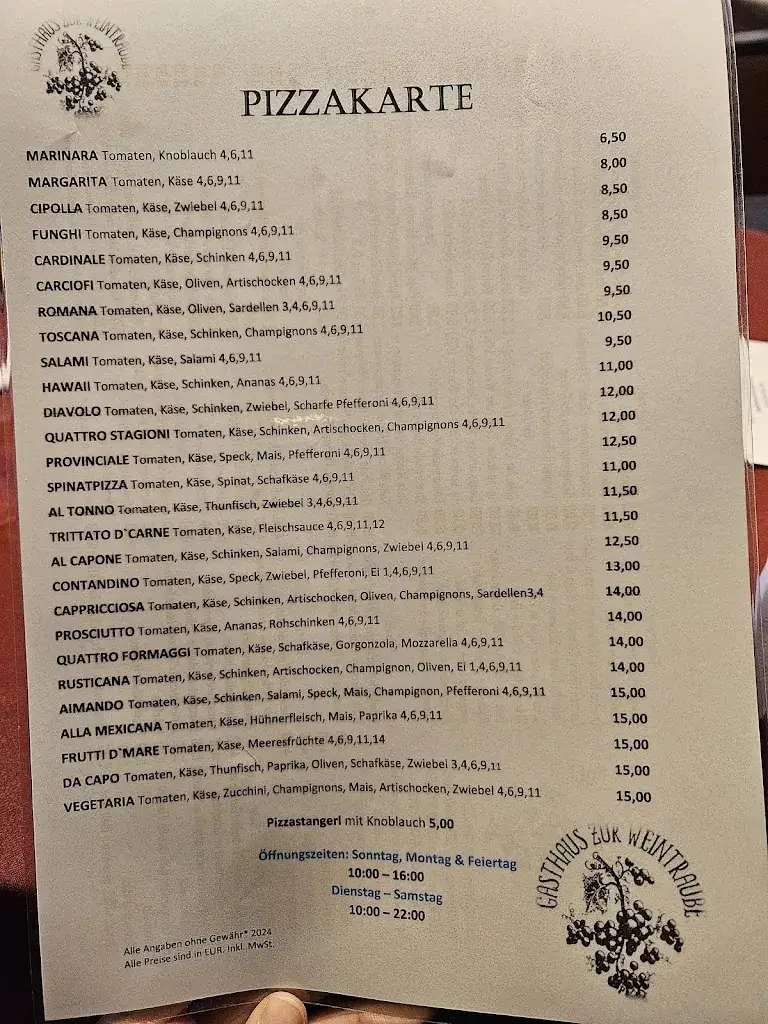 GASTHAUS ZUR WEINTRAUBE
PIZZAKARTE
MARINARA Tomaten, Knoblauch 4,6,11 6,50
MARGARITA Tomaten, Käse 4,6,9,11 8,00
CIPOLLA Tomaten, Käse, Zwiebel 4,6,9,11 8,50
FUNGHI Tomaten, Käse, Champignons 4,6,9,11 8,50
CARDINALE Tomaten, Käse, Schinken 4,6,9,11 9,50
CARCIOFI Tomaten, Käse, Oliven, Artischocken 4,6,9,11 9,50
ROMANA Tomaten, Käse, Oliven, Sardellen 3,4,6,9,11 9,50
TOSCANA Tomaten, Käse, Schinken, Champignons 4,6,9,11 10,50
SALAMI Tomaten, Käse, Salami 4,6,9,11 9,50
HAWAII Tomaten, Käse, Schinken, Ananas 4,6,9,11 11,00
DIAVOLO Tomaten, Käse, Schinken, Zwiebel, Scharfe Pfefferoni 4,6,9,11 12,00
QUATTRO STAGIONI Tomaten, Käse, Schinken, Artischocken, Champignons 4,6,9,11 12,00
PROVINCIALE Tomaten, Käse, Speck, Mais, Pfefferoni 4,6,9,11 12,50
SPINATPIZZA Tomaten, Käse, Spinat, Schafkäse 4,6,9,11 11,00
AL TONNO Tomaten, Käse, Thunfisch, Zwiebel 3,4,6,9,11 11,50
TRITTATO D`CARNE Tomaten, Käse, Fleischsauce 4,6,9,11,12 11,50
AL CAPONE Tomaten, Käse, Schinken, Salami, Champignons, Zwiebel 4,6,9,11 12,50
CONTANDINO Tomaten, Käse, Speck, Zwiebel, Pfefferoni, Ei 1,4,6,9,11 13,00
CAPPRICCIOSA Tomaten, Käse, Schinken, Artischocken, Oliven, Champignons, Sardellen3,4 14,00
PROSCIUTTO Tomaten, Käse, Ananas, Rohschinken 4,6,9,11 14,00
QUATTRO FORMAGGI Tomaten, Käse, Schafkäse, Gorgonzola, Mozzarella 4,6,9,11 14,00
RUSTICANA Tomaten, Käse, Schinken, Artischocken, Champignon, Oliven, Ei 1,4,6,9,11 14,00
AIMANDO Tomaten, Käse, Schinken, Salami, Speck, Mais, Champignon, Pfefferoni 4,6,9,11 15,00
ALLA MEXICANA Tomaten, Käse, Hühnerfleisch, Mais, Paprika 4,6,9,11 15,00
FRUTTI D`MARE Tomaten, Käse, Meeresfrüchte 4,6,9,11,14 15,00
DA CAPO Tomaten, Käse, Thunfisch, Paprika, Oliven, Schafkäse, Zwiebel 3,4,6,9,11 15,00
VEGETARIA Tomaten, Käse, Zucchini, Champignons, Mais, Artischocken, Zwiebel 4,6,9,11 15,00
Pizzastangerl mit Knoblauch 5,00
Öffnungszeiten: Sonntag, Montag & Feiertag
10:00 – 16:00
Dienstag – Samstag
10:00 – 22:00
GASTHAUS ZUR WEINTRAUBE
Alle Angaben ohne Gewähr* 2024
Alle Preise sind in EUR. Inkl. MwSt.